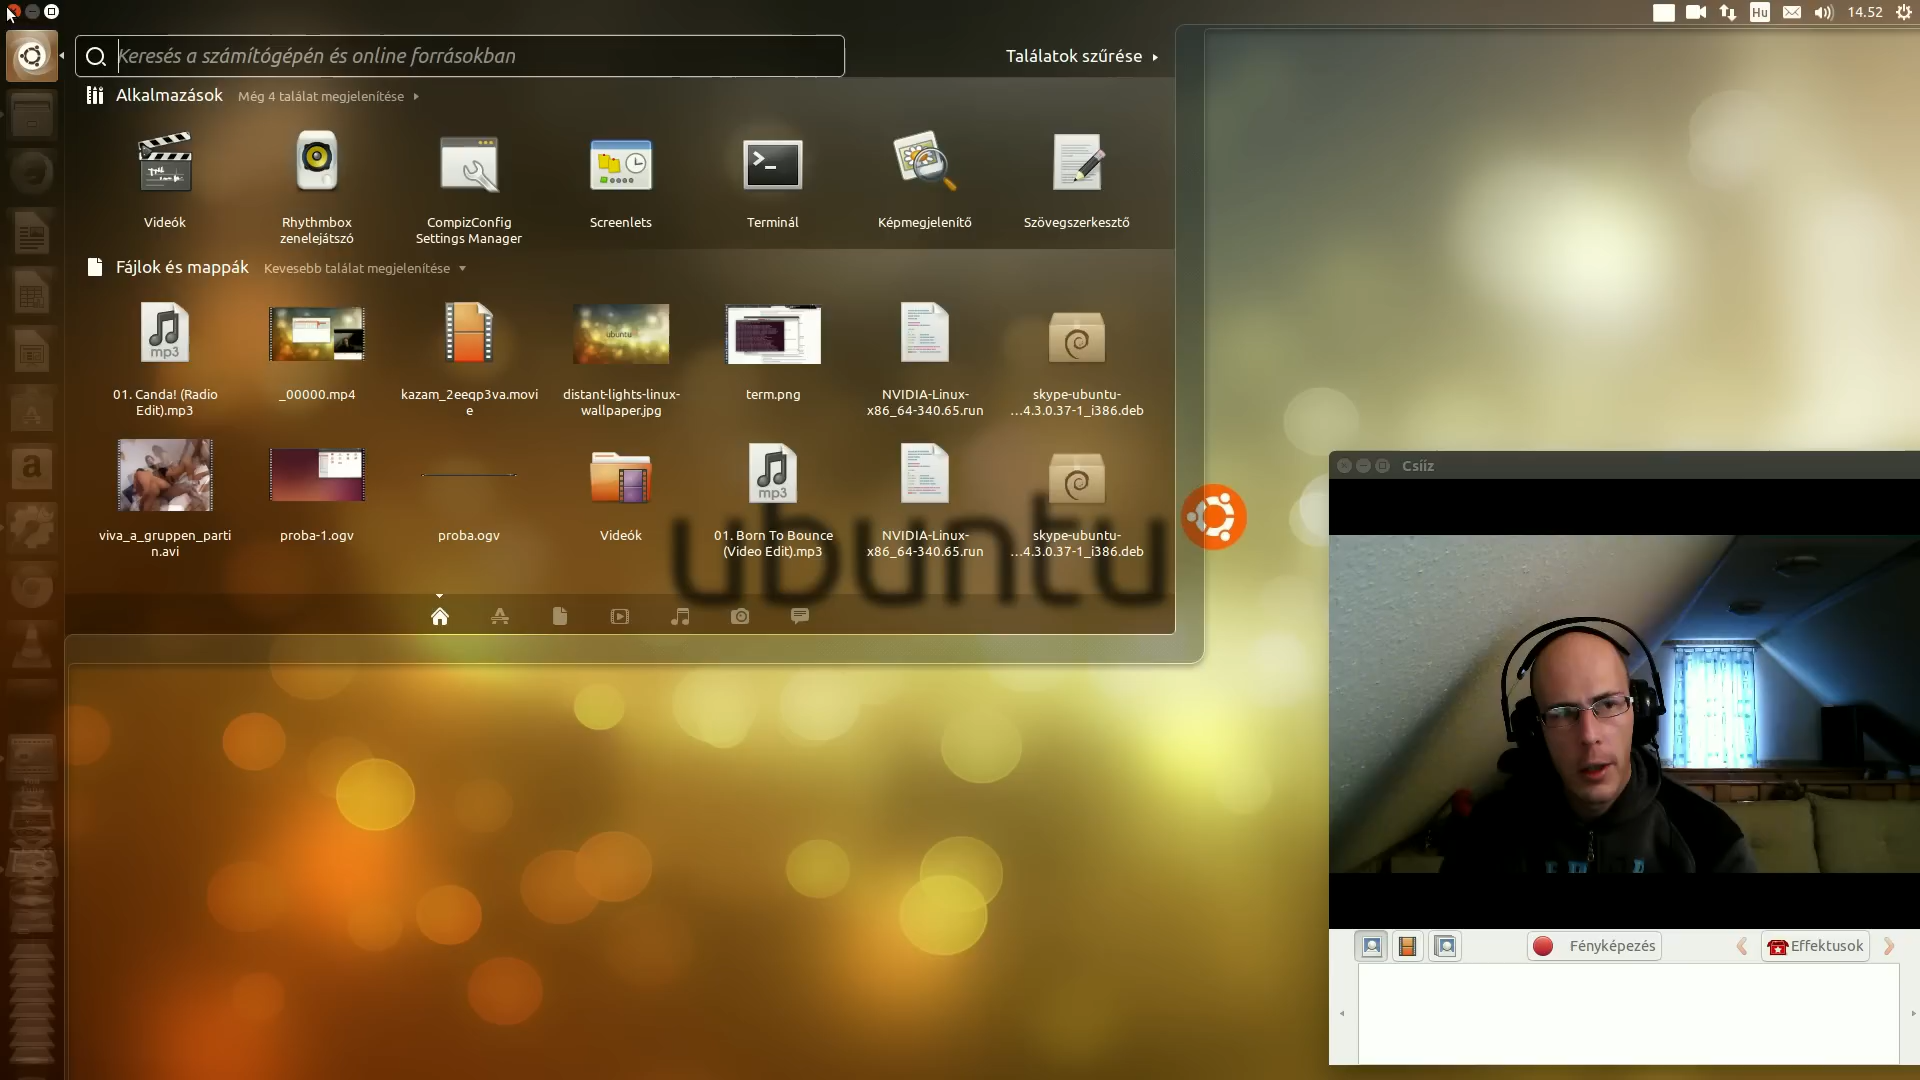 Hu
14.52
Keresés a számítógépén és online forrásokban
Találatok szűrése
Alkalmazások Még 4 találat megjelenítése
Videók
Rhythmbox
zenelejátszó
CompizConfig
Settings Manager
Screenlets
Terminál
Képmegjelenítő
Szövegszerkesztő
Fájlok és mappák Kevesebb találat megjelenítése
mp3
01. Canda! (Radio
Edit).mp3
_00000.mp4
kazam_2eeqp3va.movi
e
ubuntu
distant-lights-linux-
wallpaper.jpg
term.png
NVIDIA-Linux-
x86_64-340.65.run
skype-ubuntu-
…4.3.0.37-1_i386.deb
viva_a_gruppen_parti
n.avi
proba-1.ogv
proba.ogv
Videók
mp3
01. Born To Bounce
(Video Edit).mp3
NVIDIA-Linux-
x86_64-340.65.run
skype-ubuntu-
…4.3.0.37-1_i386.deb
ubuntu
a
Csííz
Fényképezés
Effektusok